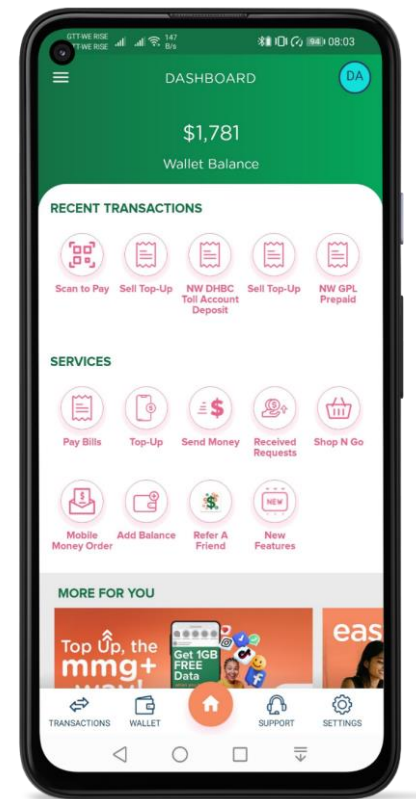 GTT-WE RISE
GTT-WE RISE 147 B/s 94 08:03
DASHBOARD
DA
$1,781
Wallet Balance
RECENT TRANSACTIONS
Scan to Pay
Sell Top-Up
NW DHBC
Toll Account
Deposit
Sell Top-Up
NW GPL
Prepaid
SERVICES
Pay Bills
Top-Up
Send Money
Received
Requests
Shop N Go
NEW
Mobile
Money Order
Add Balance
Refer A
Friend
New
Features
MORE FOR YOU
Top Up, the
mmg+
Get 1GB
FREE
Data
eas
TRANSACTIONS
WALLET
SUPPORT
SETTINGS